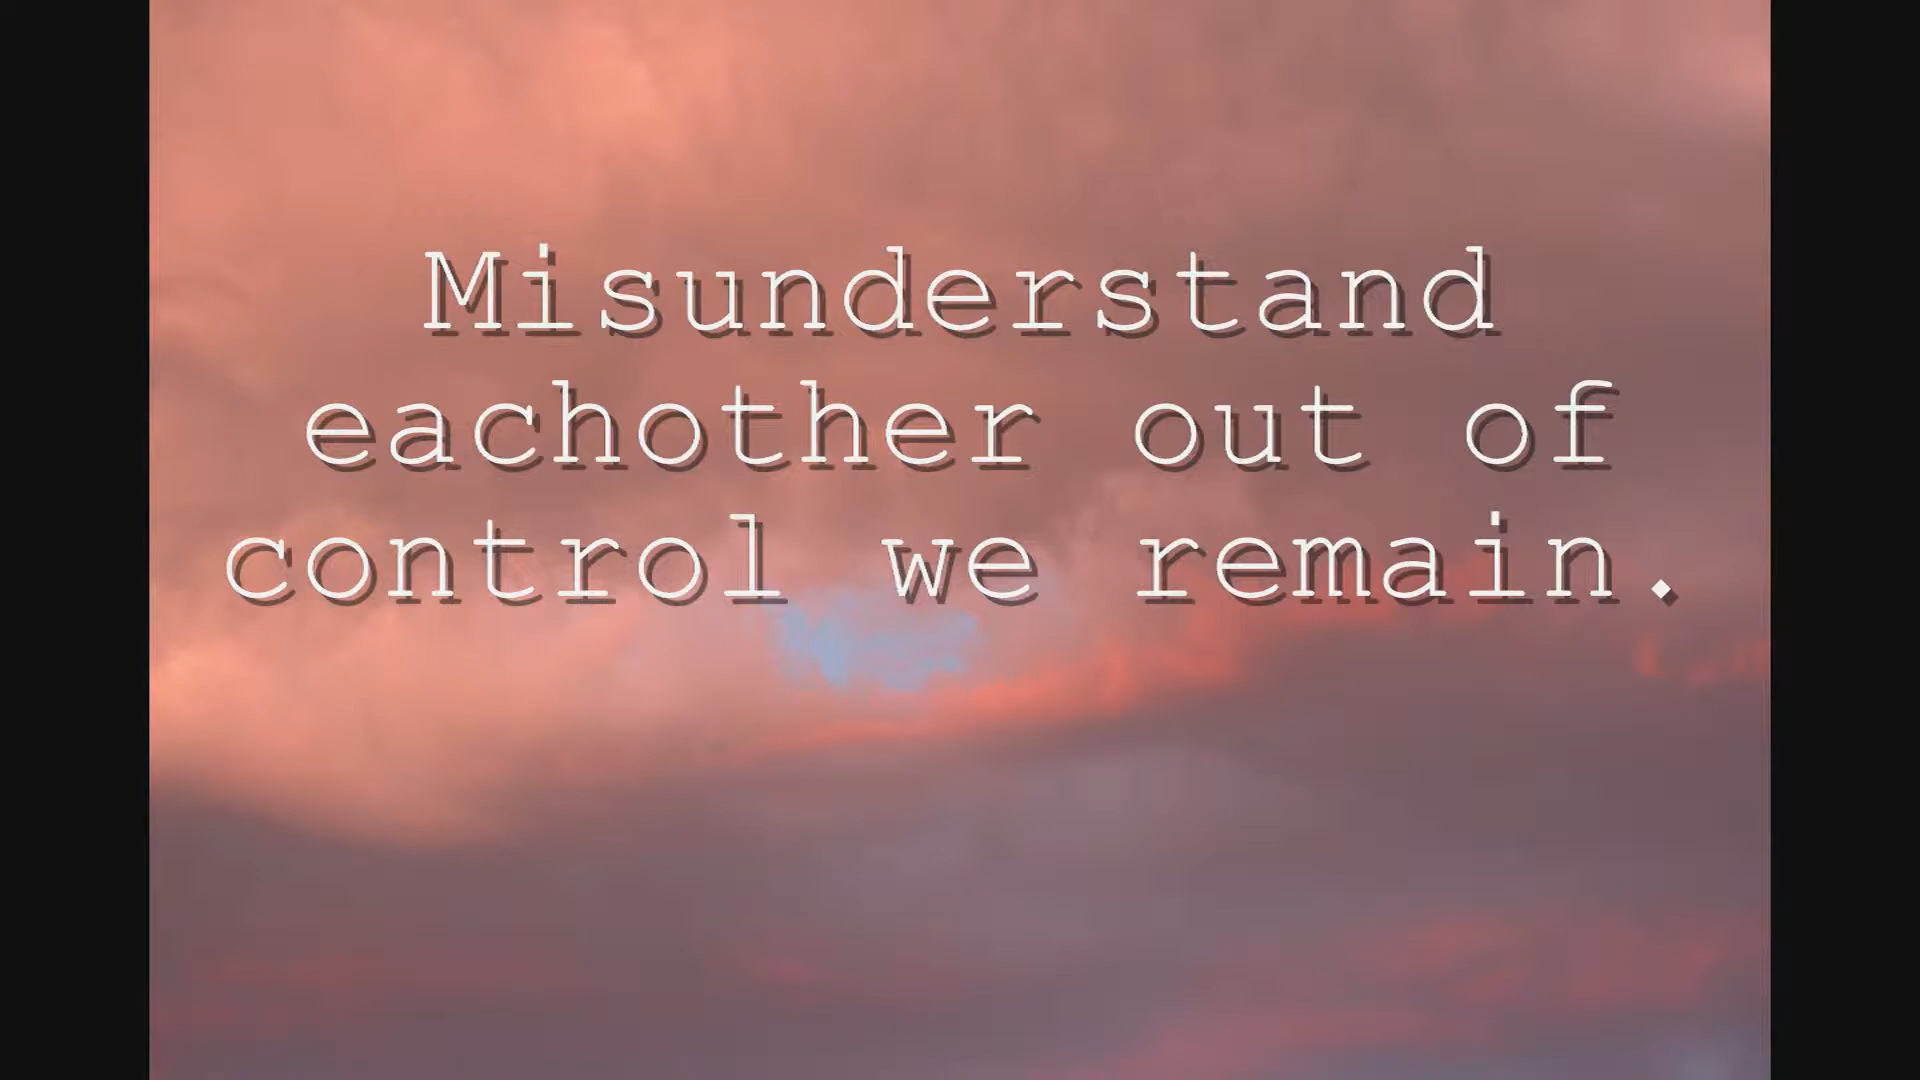 Misunderstand
eachother out of
control we remain.